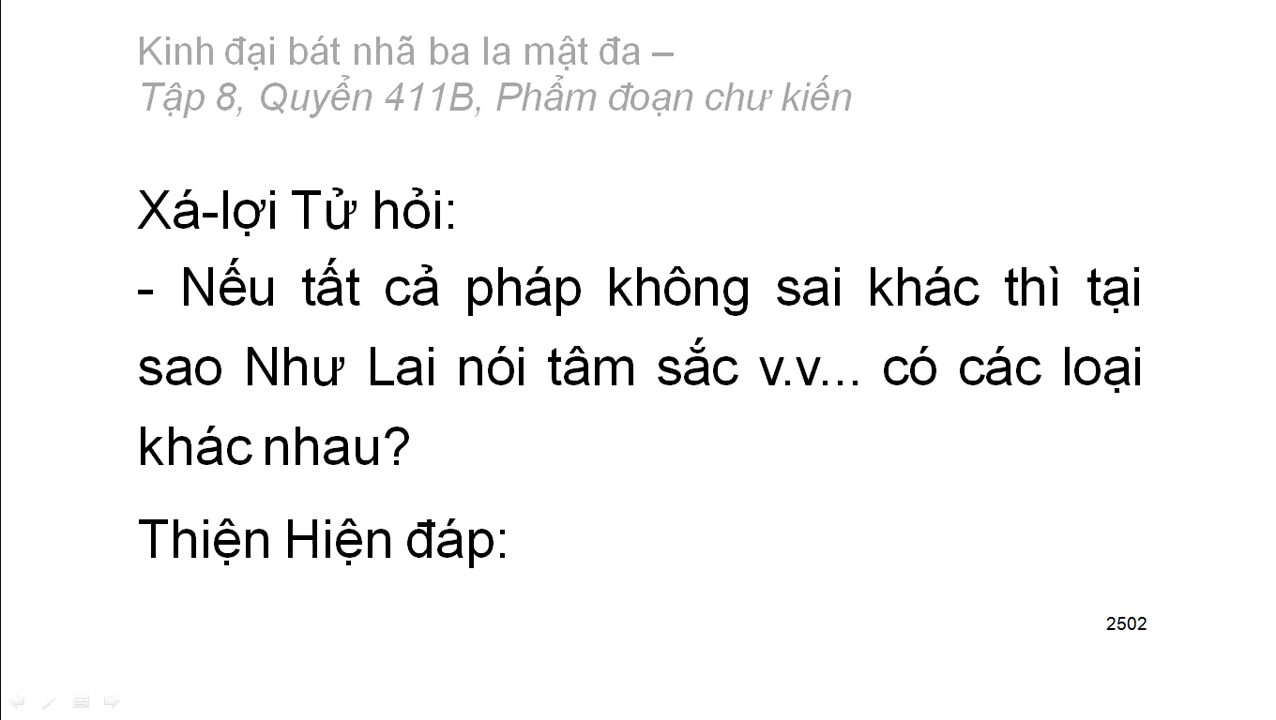 Kinh đại bát nhã ba la mật đa –
Tập 8, Quyển 411B, Phẩm đoạn chư kiến
Xá-lợi Tử hỏi:
- Nếu tất cả pháp không sai khác thì tại
sao Như Lai nói tâm sắc v.v... có các loại
khác nhau?
Thiện Hiện đáp:
2502